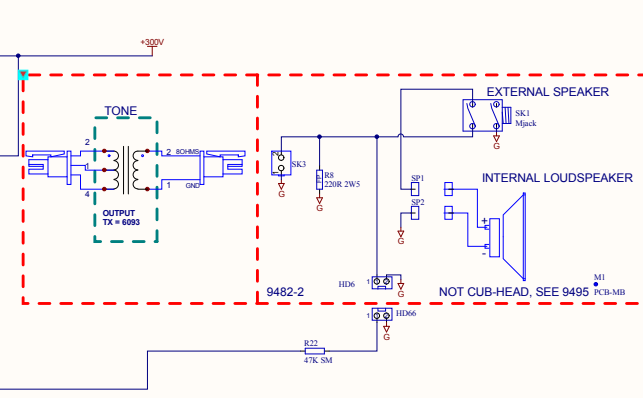 +300V
TONE
EXTERNAL SPEAKER
SK1
Mjack
2
1
4
2
8OHMS
1
GND
SK3
R8
220R 2W5
SP1
SP2
INTERNAL LOUDSPEAKER
+
-
OUTPUT
TX = 6093
G
G
G
G
9482-2
HD6
1
G
NOT CUB-HEAD, SEE 9495
M1
PCB-MB
1
HD66
G
R22
47K SM